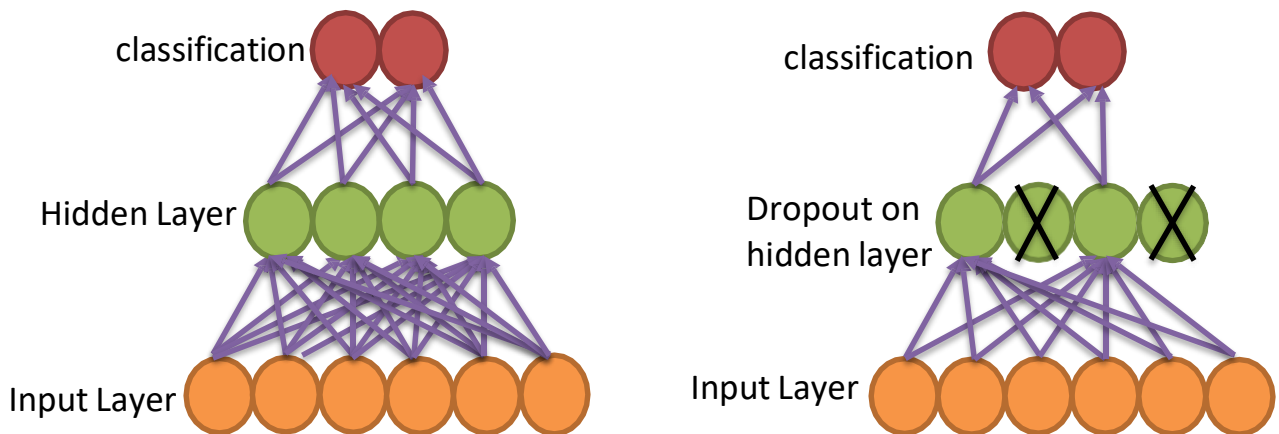 classification
Hidden Layer
Input Layer
classification
Dropout on
hidden layer
Input Layer